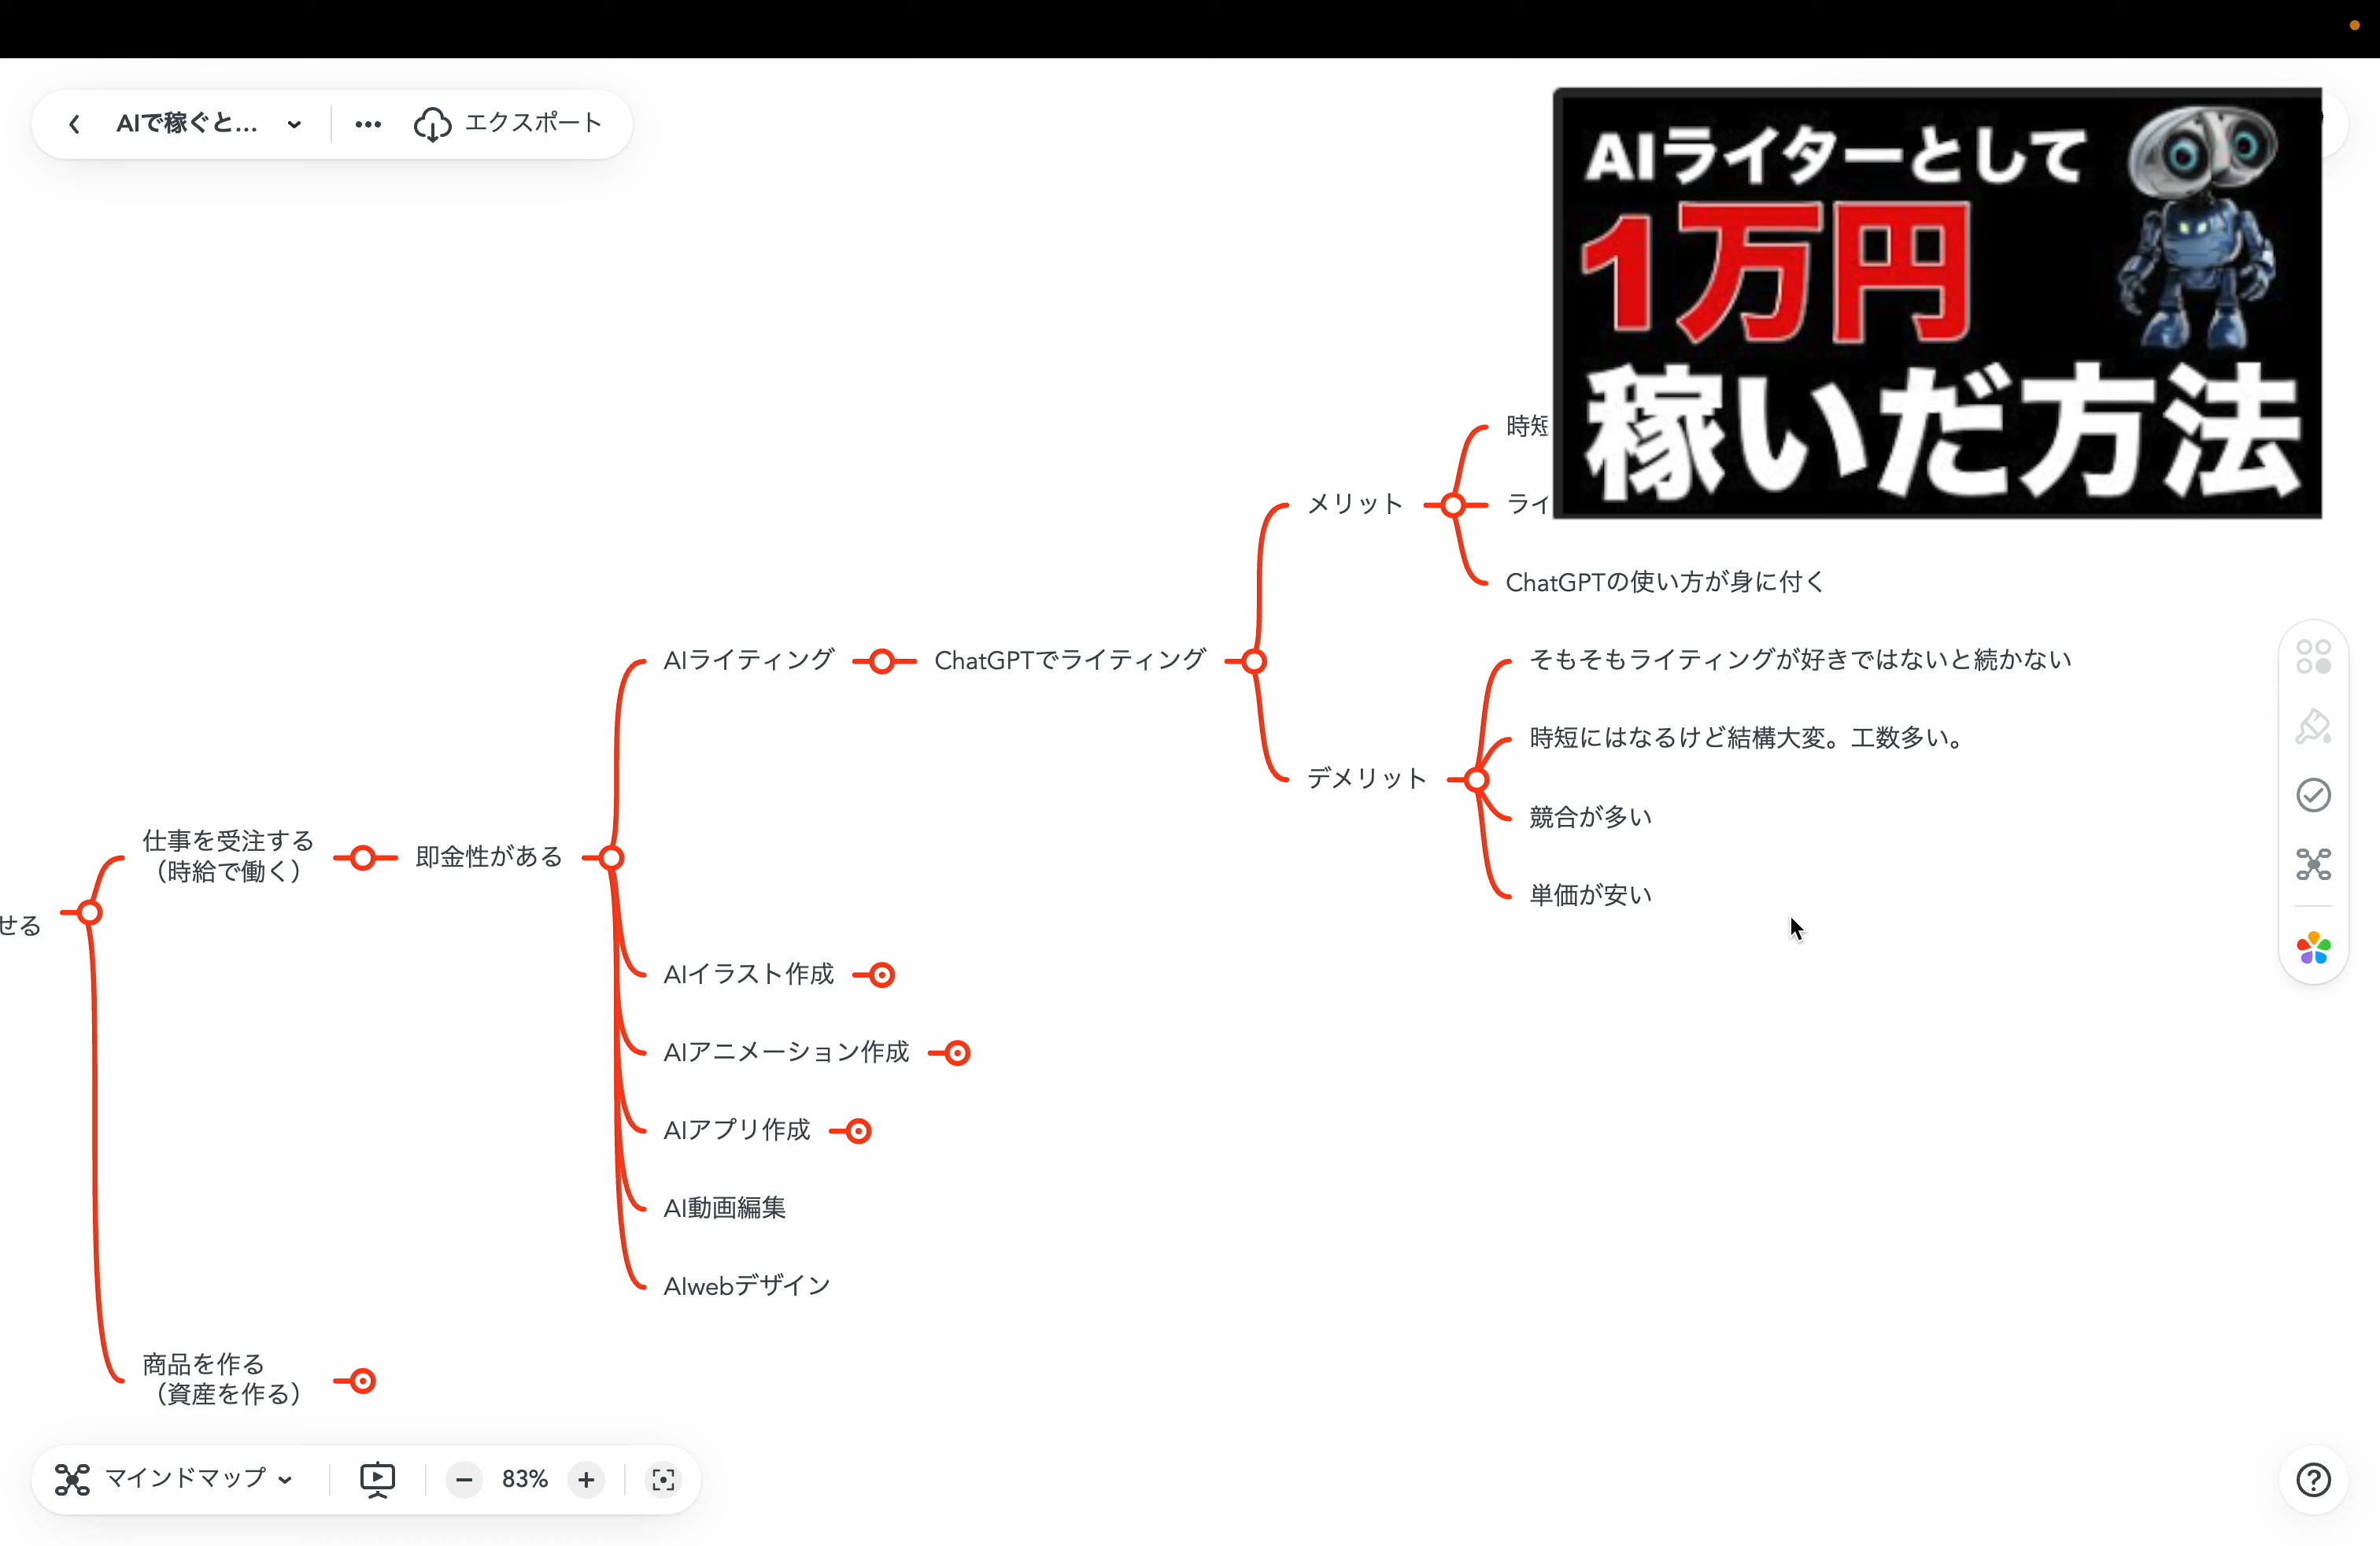 AIで稼ぐと...
エクスポート
AIライターとして
1万円
稼いだ方法
時短
メリット
ライ
ChatGPTの使い方が身に付く
AIライティング
ChatGPTでライティング
そもそもライティングが好きではないと続かない
時短にはなるけど結構大変。工数多い。
デメリット
競合が多い
単価が安い
仕事を受注する
（時給で働く）
即金性がある
せる
AIイラスト作成
AIアニメーション作成
AIアプリ作成
AI動画編集
AIwebデザイン
商品を作る
（資産を作る）
マインドマップ
83%